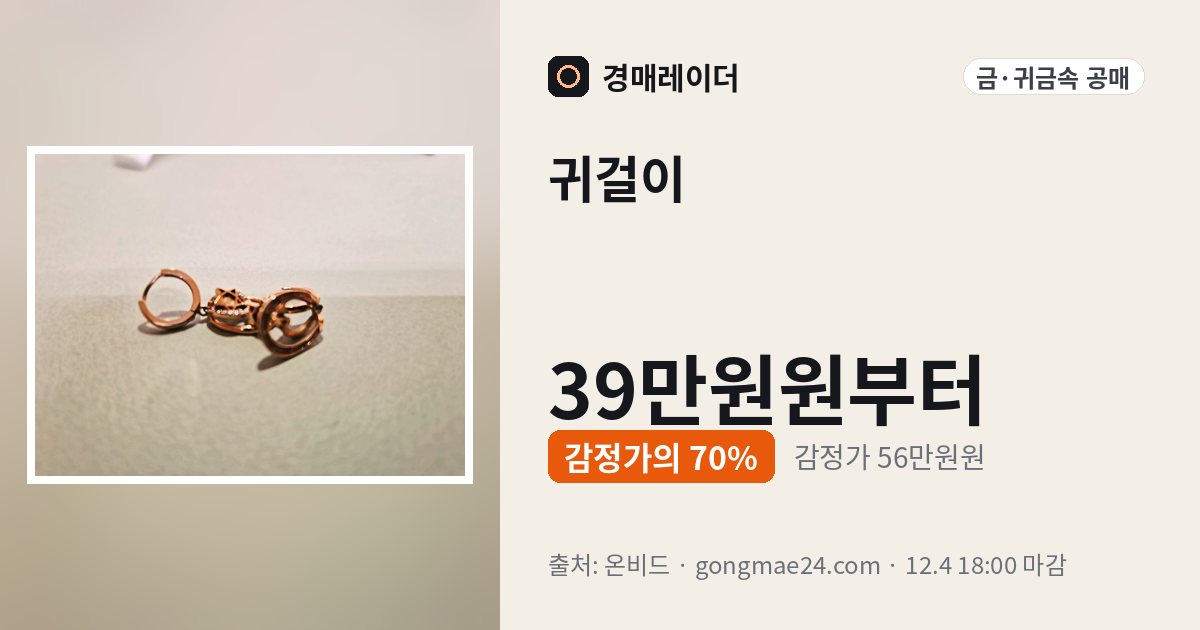 경매레이더
금·귀금속 공매
귀걸이
39만원원부터
감정가의 70%
감정가 56만원원
출처: 온비드 · gongmae24.com · 12.4 18:00 마감